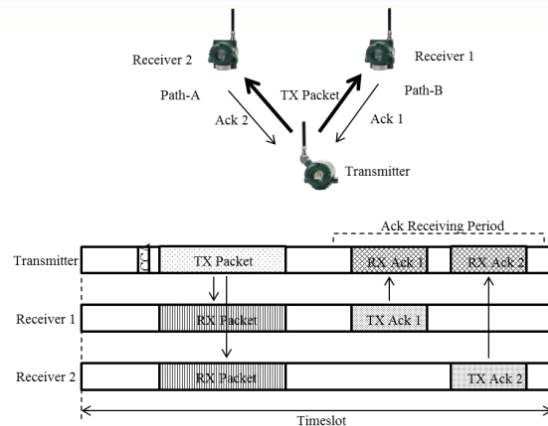 Receiver 2
Receiver 1
Path-A
TX Packet
Path-B
Ack 2
Ack 1
Transmitter
Ack Receiving Period
Transmitter
CCA
TX Packet
RX Ack 1
RX Ack 2
Receiver 1
RX Packet
TX Ack 1
Receiver 2
RX Packet
TX Ack 2
Timeslot